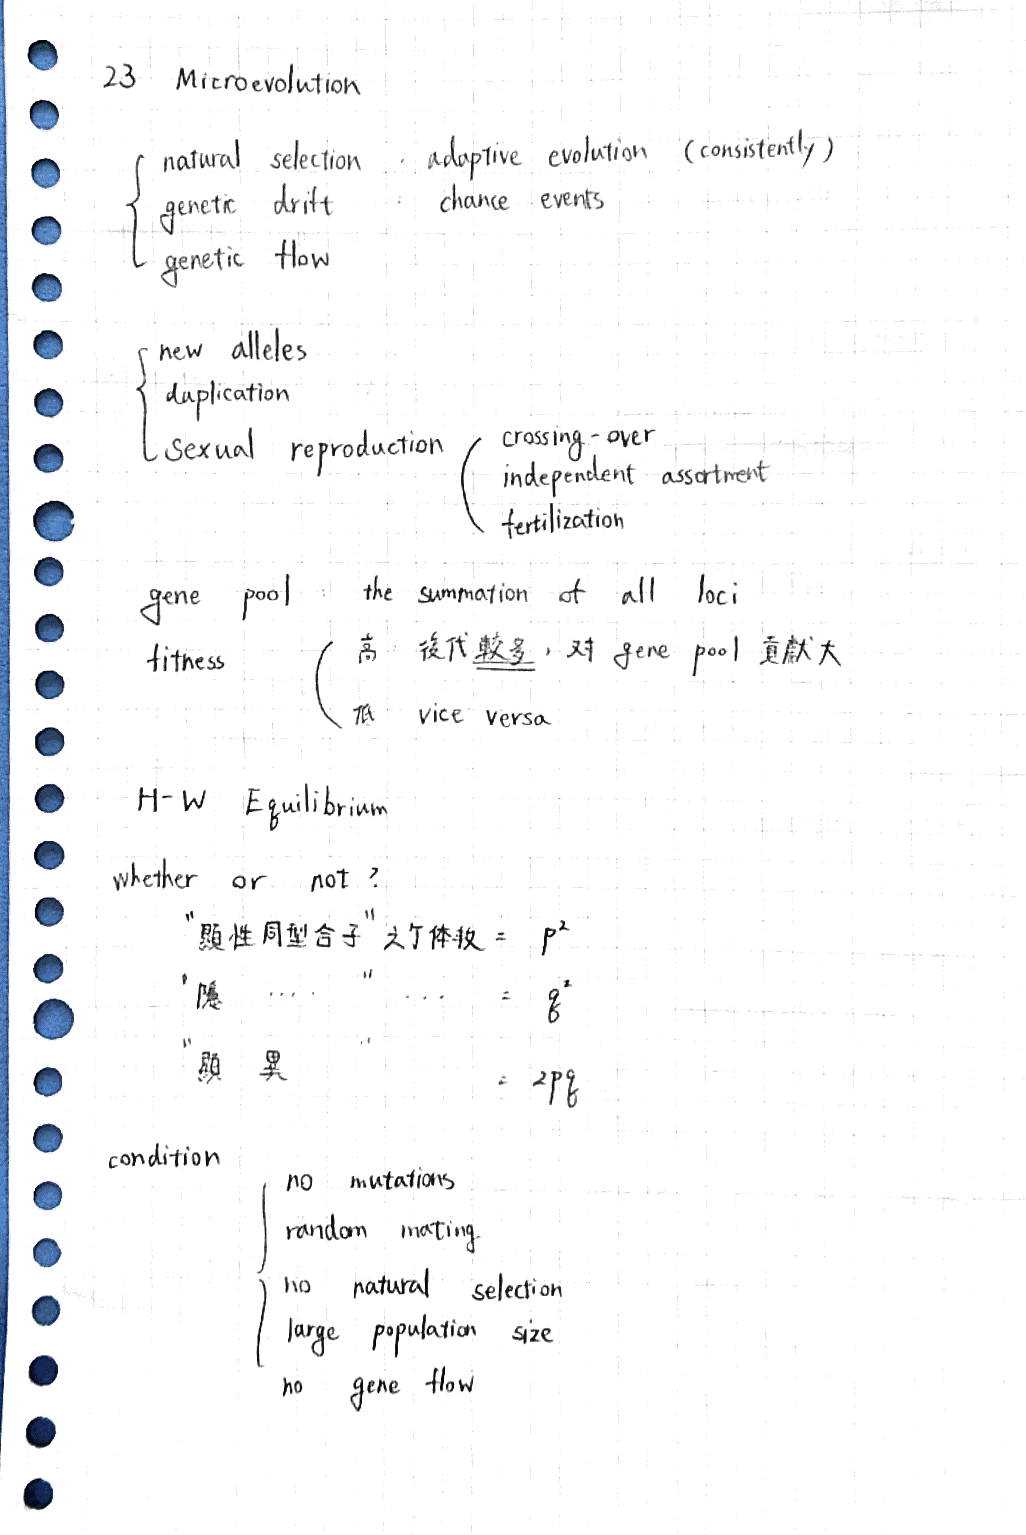 23 Microevolution
natural selection : adaptive evolution (consistently)
genetic drift : chance events
genetic flow
new alleles
duplication
sexual reproduction
crossing-over
independent assortment
fertilization
gene pool : the summation of all loci
fitness
高 後代較多, 对 gene pool 貢獻大
低 vice versa
H-W Equilibrium
whether or not ?
"顯性同型合子" 之个体数 = p²
"隱 .... " ... = q²
"顯 異 " = 2pq
condition
no mutations
random mating
no natural selection
large population size
no gene flow